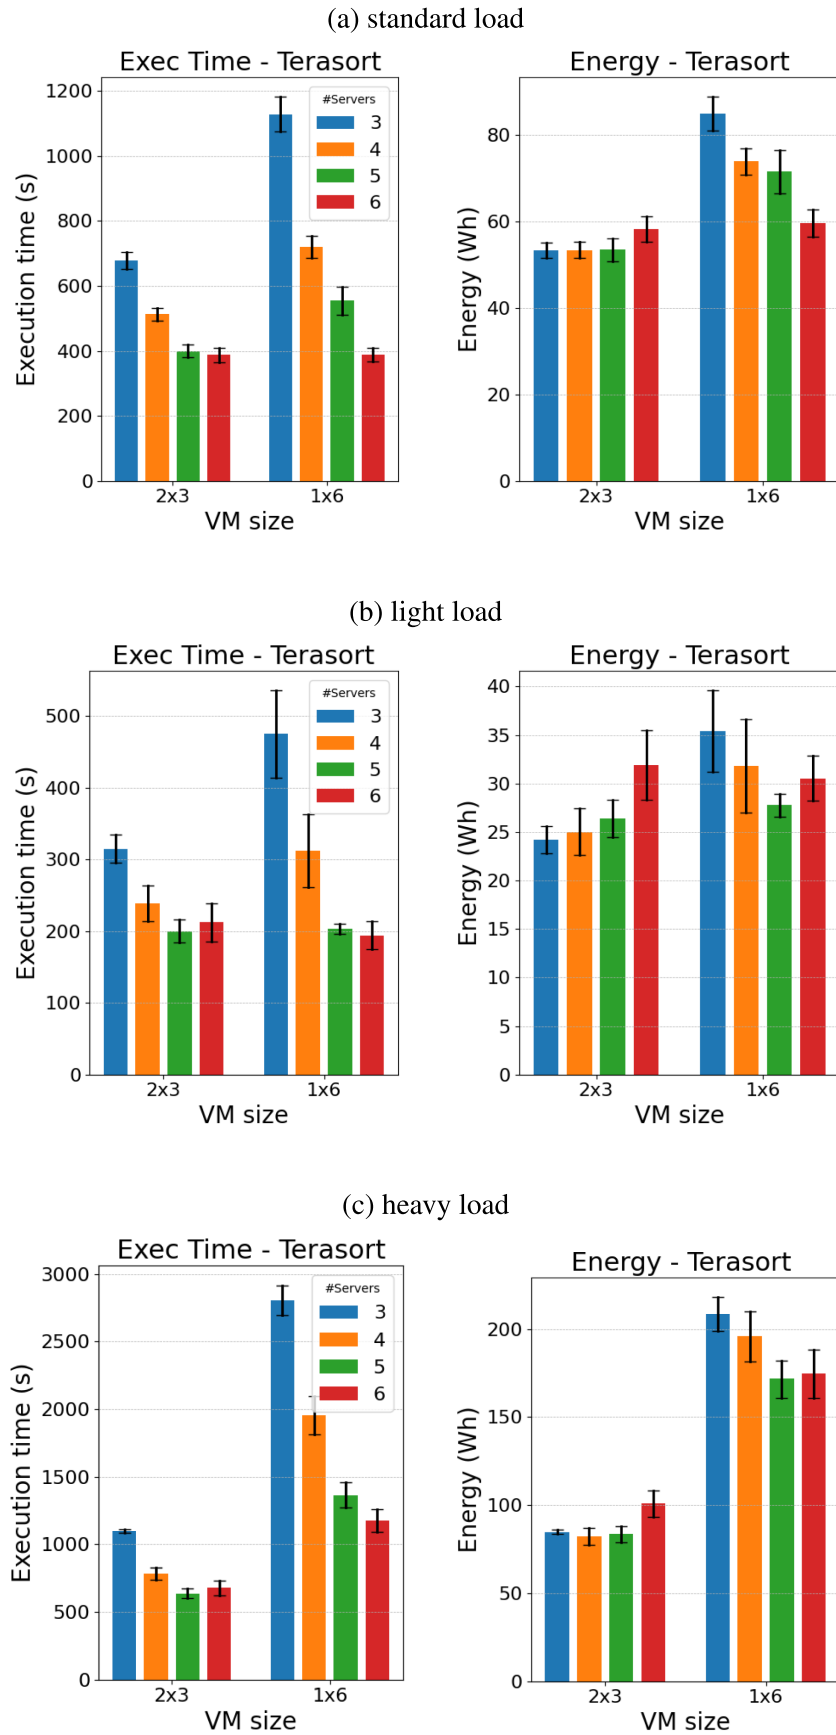 (a) standard load
Exec Time - Terasort
Energy - Terasort
1200
1000
800
600
400
200
0
Execution time (s)
#Servers
3
4
5
6
2x3
1x6
VM size
80
60
40
20
0
Energy (Wh)
2x3
1x6
VM size
(b) light load
Exec Time - Terasort
Energy - Terasort
500
400
300
200
100
0
Execution time (s)
#Servers
3
4
5
6
2x3
1x6
VM size
40
35
30
25
20
15
10
5
0
Energy (Wh)
2x3
1x6
VM size
(c) heavy load
Exec Time - Terasort
Energy - Terasort
3000
2500
2000
1500
1000
500
0
Execution time (s)
#Servers
3
4
5
6
2x3
1x6
VM size
200
150
100
50
0
Energy (Wh)
2x3
1x6
VM size